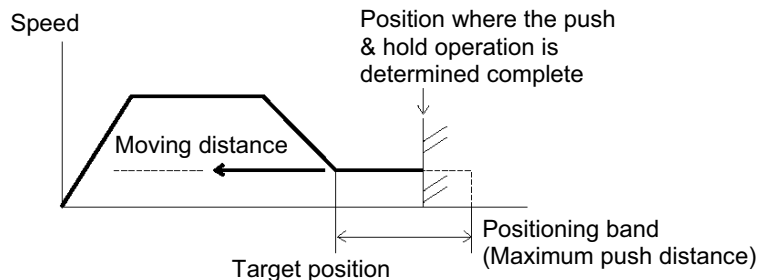 Speed
Position where the push
& hold operation is
determined complete
Moving distance
Positioning band
(Maximum push distance)
Target position